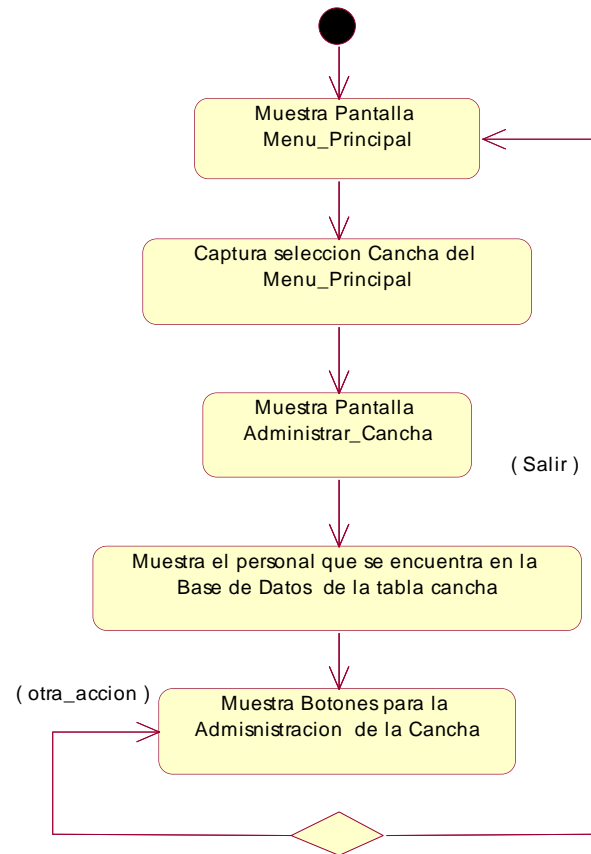 Muestra Pantalla
Menu_Principal
Captura seleccion Cancha del
Menu_Principal
Muestra Pantalla
Administrar_Cancha
( Salir )
Muestra el personal que se encuentra en la
Base de Datos de la tabla cancha
( otra_accion )
Muestra Botones para la
Admisnistracion de la Cancha